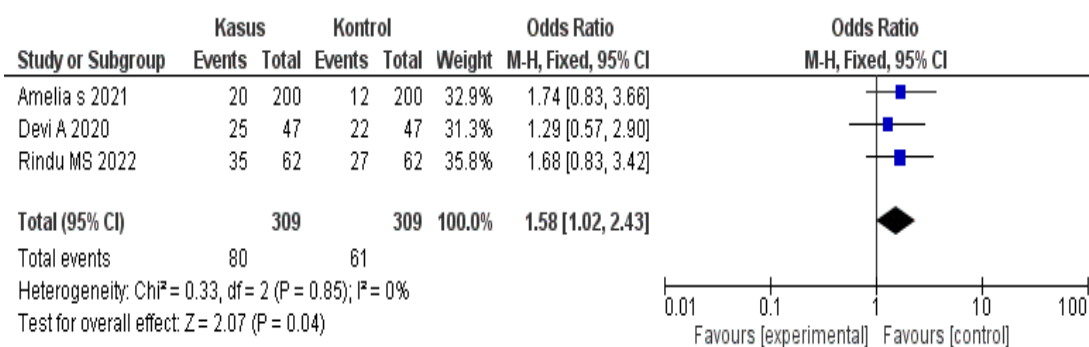 Kasus Kontrol Odds Ratio Odds Ratio
Study or Subgroup Events Total Events Total Weight M-H, Fixed, 95% CI M-H, Fixed, 95% CI
Amelia s 2021 20 200 12 200 32.9% 1.74 [0.83, 3.66]
Devi A 2020 25 47 22 47 31.3% 1.29 [0.57, 2.90]
Rindu MS 2022 35 62 27 62 35.8% 1.68 [0.83, 3.42]
Total (95% CI) 309 309 100.0% 1.58 [1.02, 2.43]
Total events 80 61
Heterogeneity: Chi² = 0.33, df = 2 (P = 0.85); I² = 0%
Test for overall effect: Z = 2.07 (P = 0.04)
0.01 0.1 1 10 100
Favours [experimental] Favours [control]